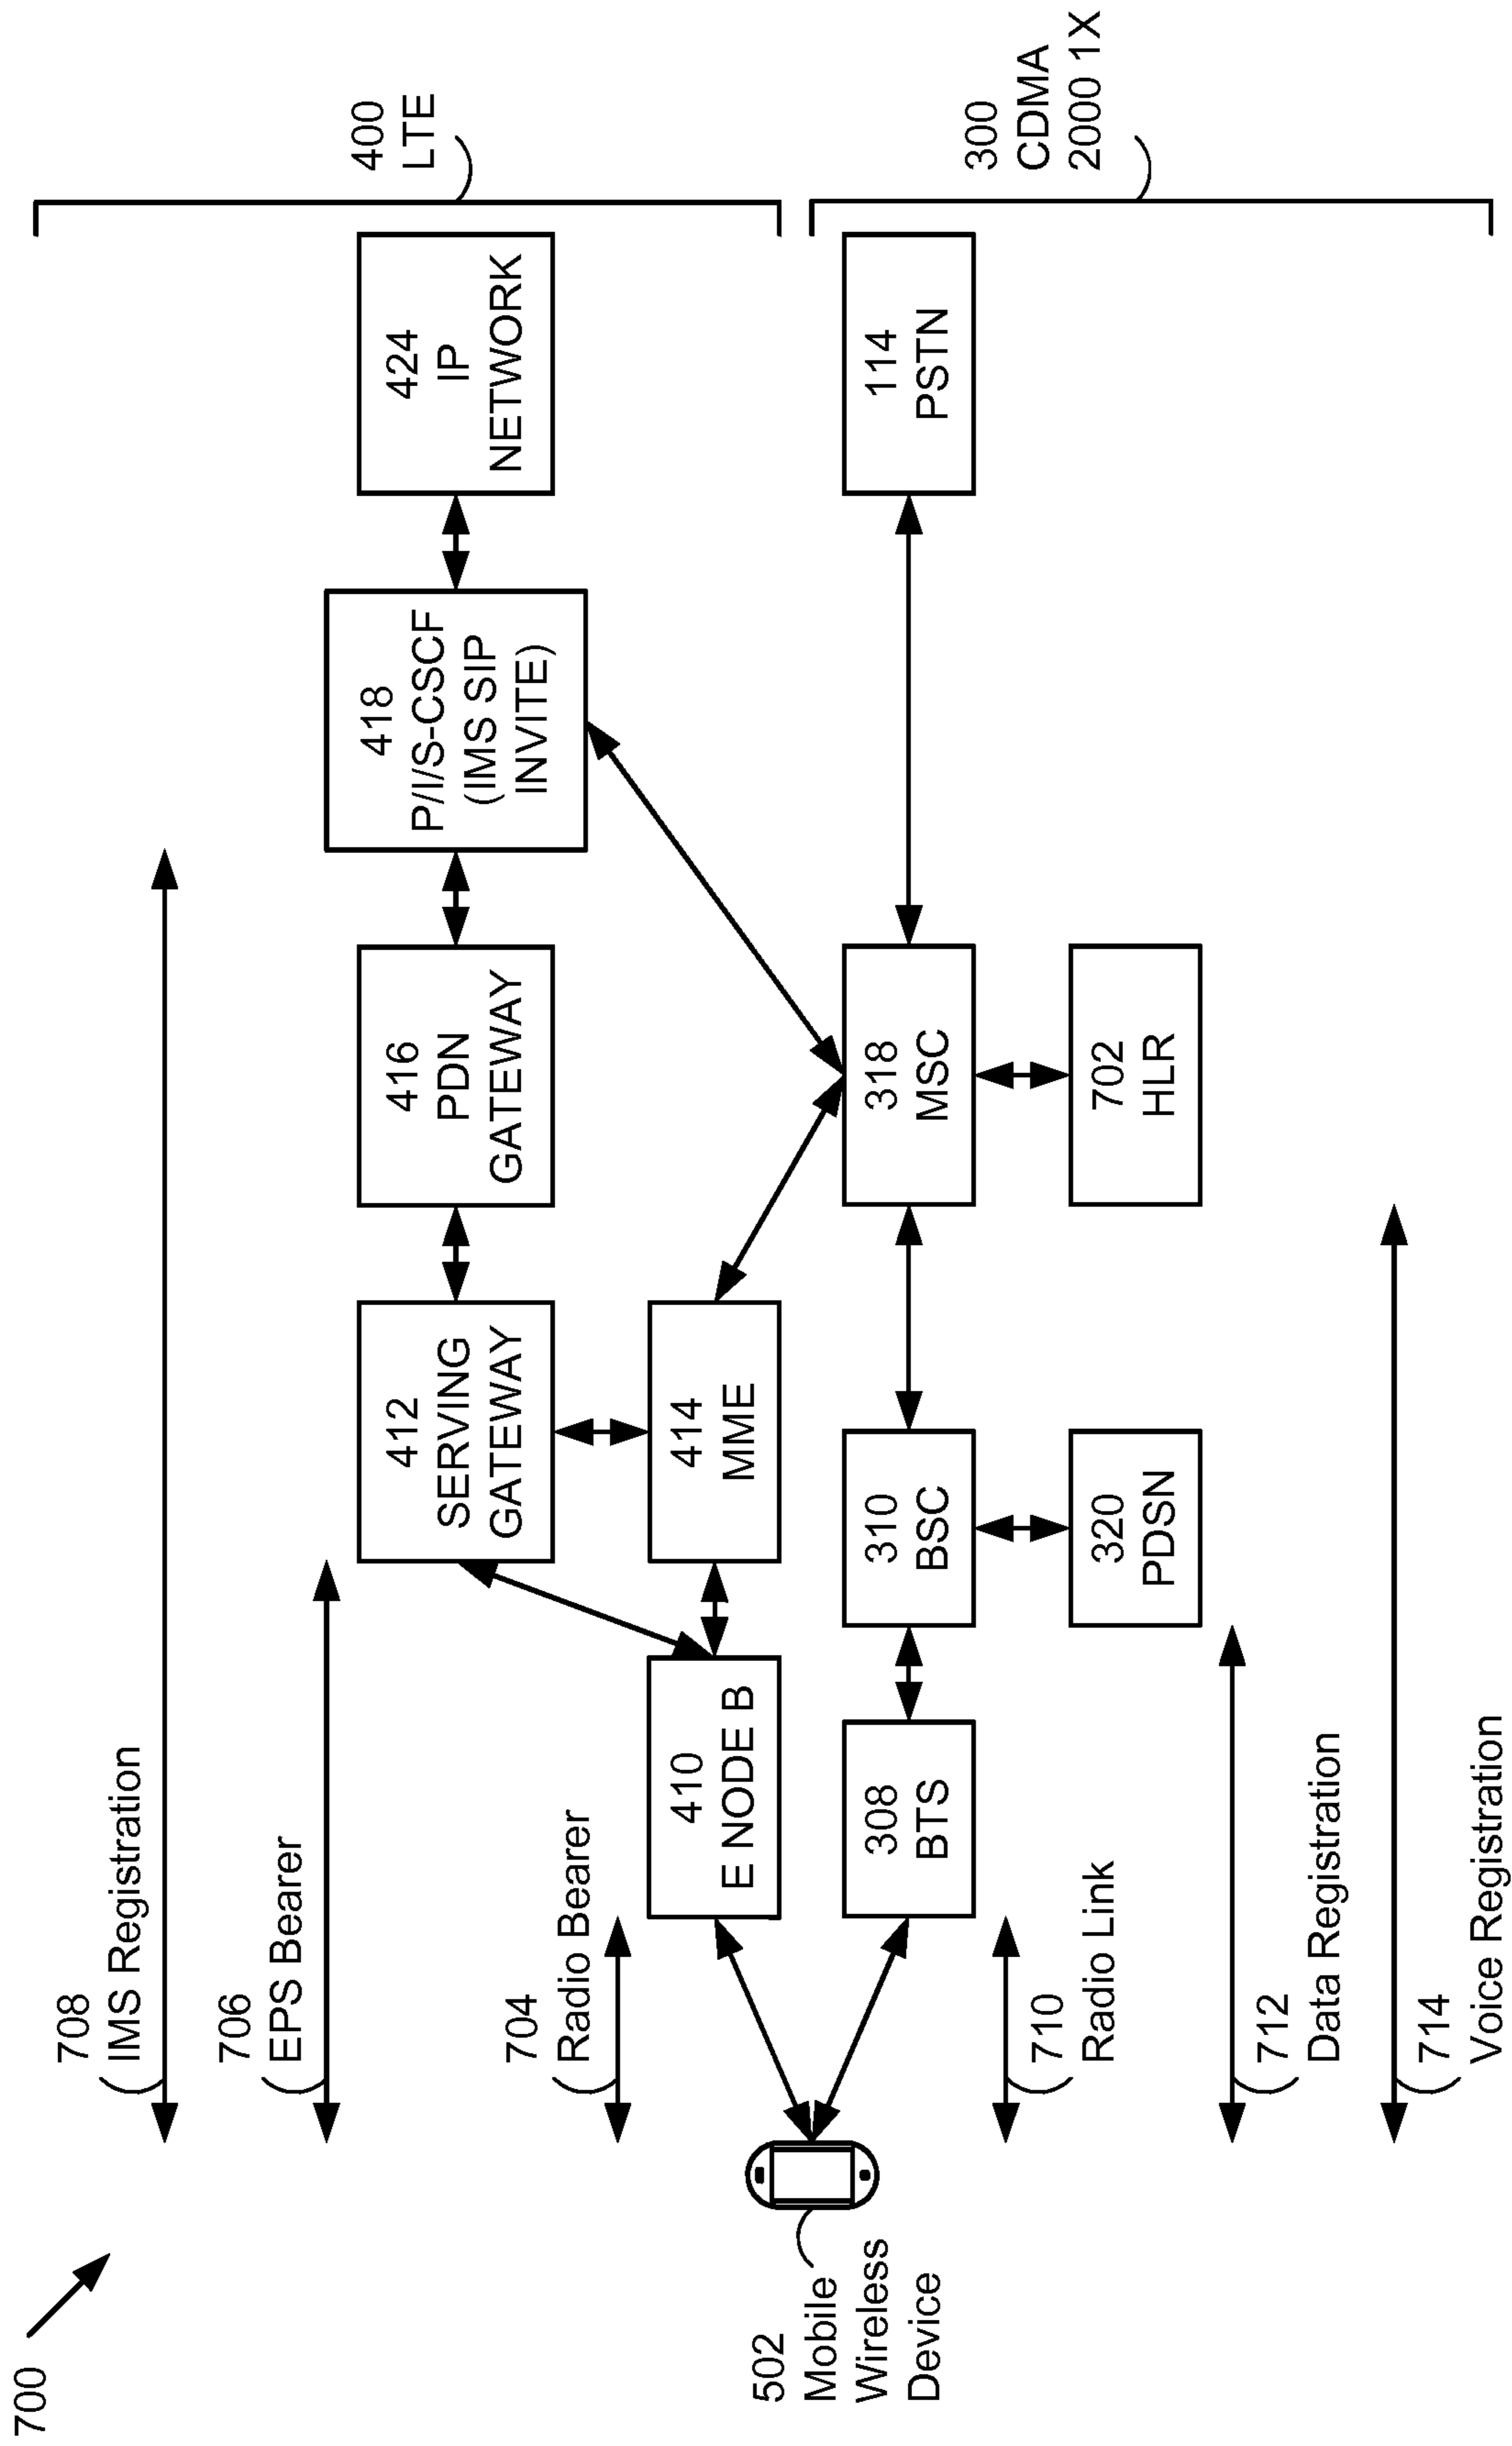 700
708
IMS Registration
706
EPS Bearer
704
Radio Bearer
400
LTE
412
SERVING
GATEWAY
416
PDN
GATEWAY
418
P/I/S-CSCF
(IMS SIP
INVITE)
424
IP
NETWORK
410
E NODE B
414
MME
502
Mobile
Wireless
Device
300
CDMA
2000 1X
308
BTS
310
BSC
318
MSC
114
PSTN
320
PDSN
702
HLR
710
Radio Link
712
Data Registration
714
Voice Registration